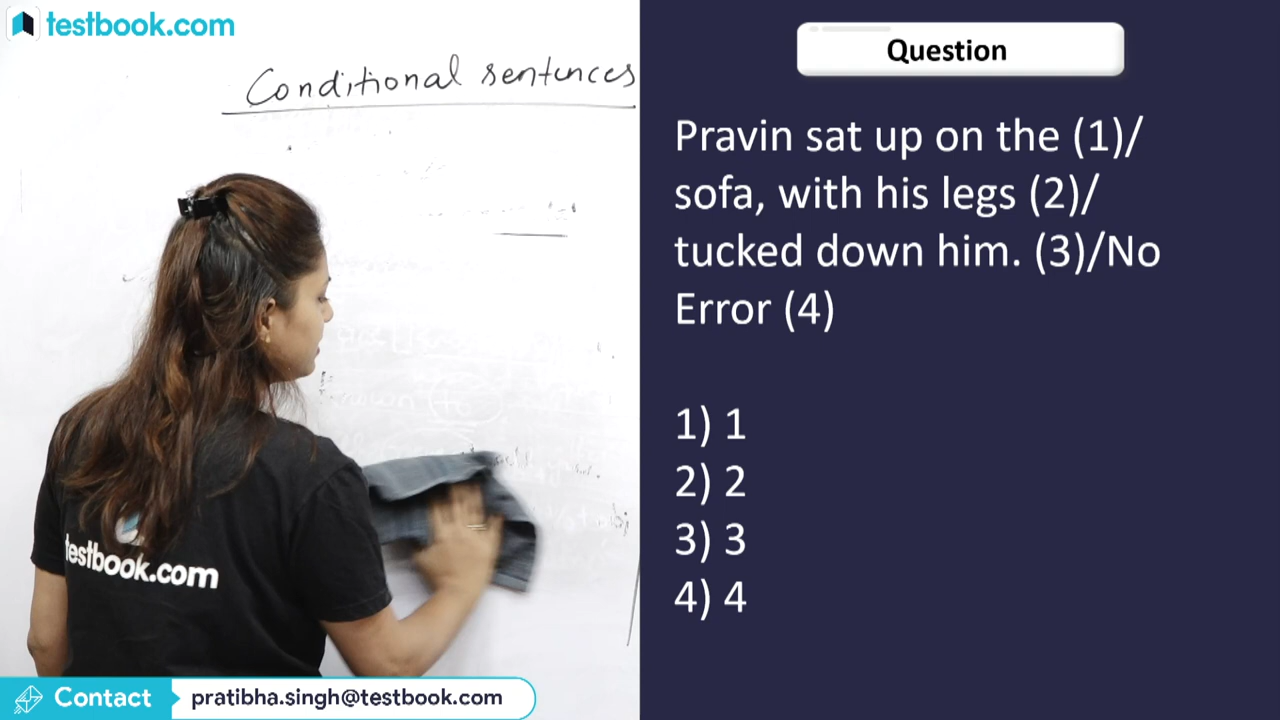 testbook.com
Conditional sentences
testbook.com
Contact
pratibha.singh@testbook.com
Question
Pravin sat up on the (1)/
sofa, with his legs (2)/
tucked down him. (3)/No
Error (4)
1) 1
2) 2
3) 3
4) 4